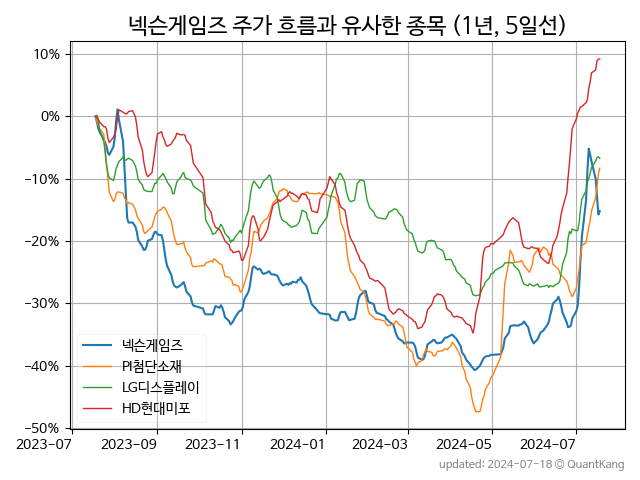 넥슨게임즈 주가 흐름과 유사한 종목 (1년, 5일선)
10%
0%
−10%
−20%
−30%
−40%
−50%
넥슨게임즈
PI첨단소재
LG디스플레이
HD현대미포
2023-07 2023-09 2023-11 2024-01 2024-03 2024-05 2024-07
updated: 2024-07-18 © QuantKang